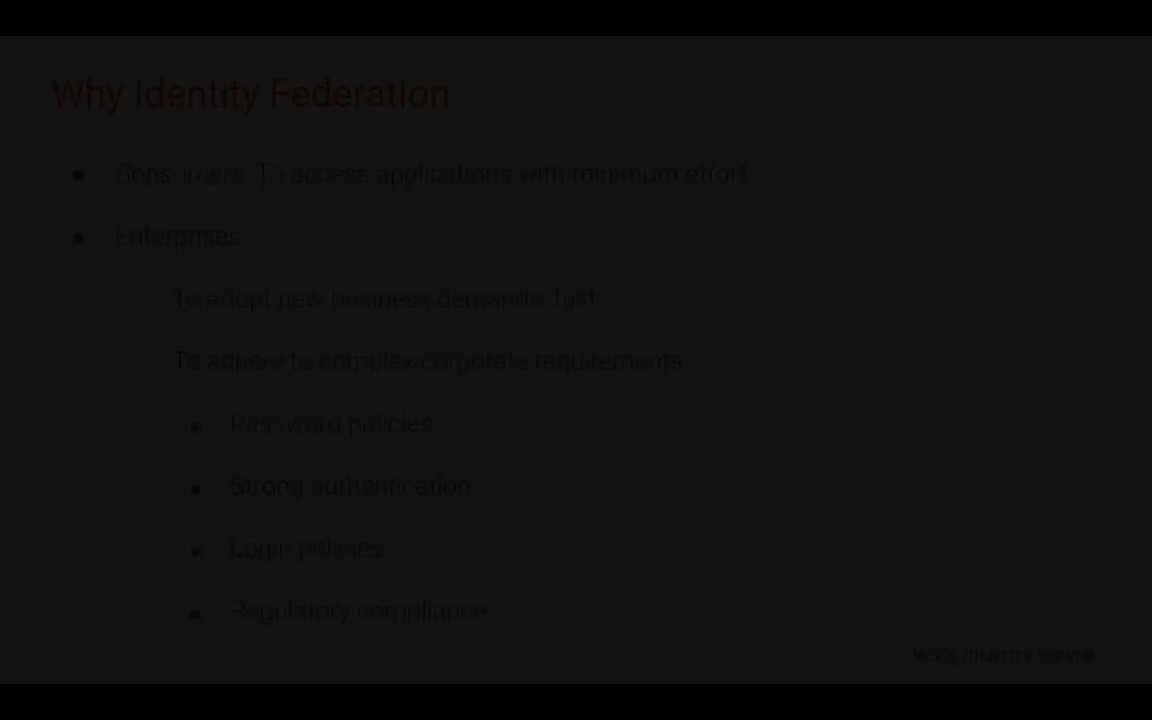 Why Identity Federation
Consumers: To access applications with minimum effort
Enterprises
To adopt new business demands, fast
To adhere to complex corporate requirements
Password policies
Strong authentication
Login policies
Regulatory compliance
WSO2 IDENTITY SERVER